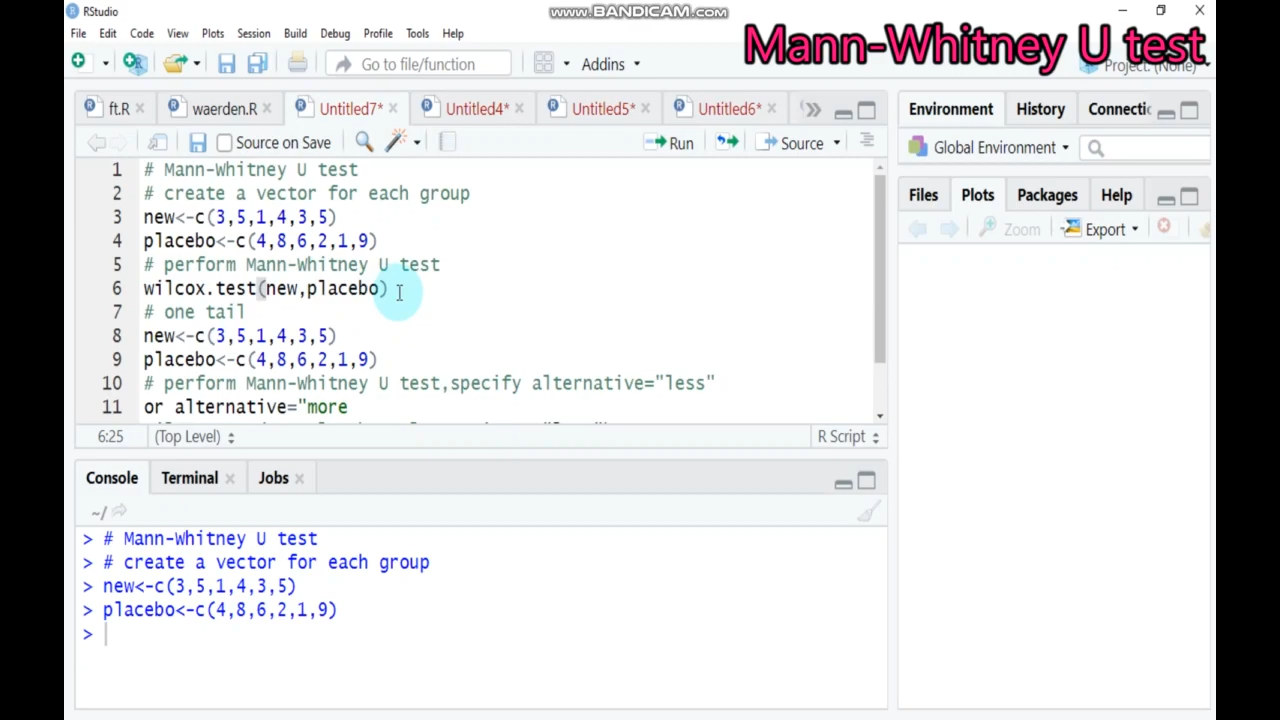 RStudio
www.BANDICAM.com
Mann-Whitney U test
File Edit Code View Plots Session Build Debug Profile Tools Help
Go to file/function
Addins
Project: (None)
ft.R
waerden.R
Untitled7*
Untitled4*
Untitled5*
Untitled6*
Source on Save
Run
Source
1 # Mann-Whitney U test
2 # create a vector for each group
3 new<-c(3,5,1,4,3,5)
4 placebo<-c(4,8,6,2,1,9)
5 # perform Mann-Whitney U test
6 wilcox.test(new,placebo)
7 # one tail
8 new<-c(3,5,1,4,3,5)
9 placebo<-c(4,8,6,2,1,9)
10 # perform Mann-Whitney U test,specify alternative="less"
11 or alternative="more
6:25
(Top Level)
R Script
Console
Terminal
Jobs
~/
> # Mann-Whitney U test
> # create a vector for each group
> new<-c(3,5,1,4,3,5)
> placebo<-c(4,8,6,2,1,9)
>
Environment
History
Connectic
Global Environment
Files
Plots
Packages
Help
Zoom
Export